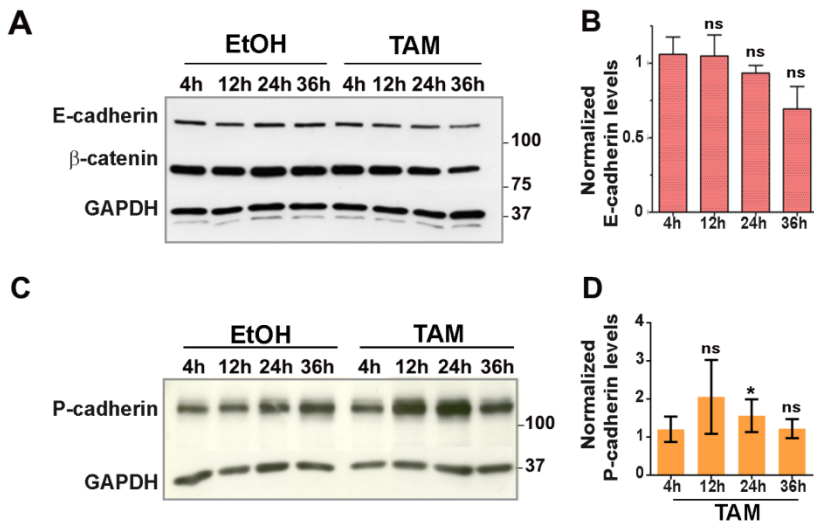 A
EtOH TAM
4h 12h 24h 36h 4h 12h 24h 36h
E-cadherin
100
β-catenin
75
GAPDH
37
B
Normalized
E-cadherin levels
1
0.5
0
ns
ns
ns
4h 12h 24h 36h
C
EtOH TAM
4h 12h 24h 36h 4h 12h 24h 36h
P-cadherin
100
37
GAPDH
D
Normalized
P-cadherin levels
4
3
2
1
0
ns
*
ns
4h 12h 24h 36h
TAM